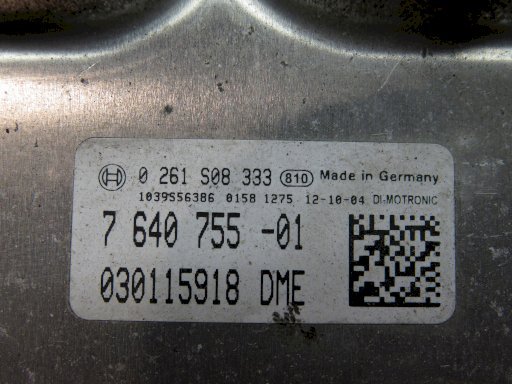 0 261 S08 333 810 Made in Germany
1039S56386 0158 1275 12-10-04 DI-MOTRONIC
7 640 755 -01
030115918 DME